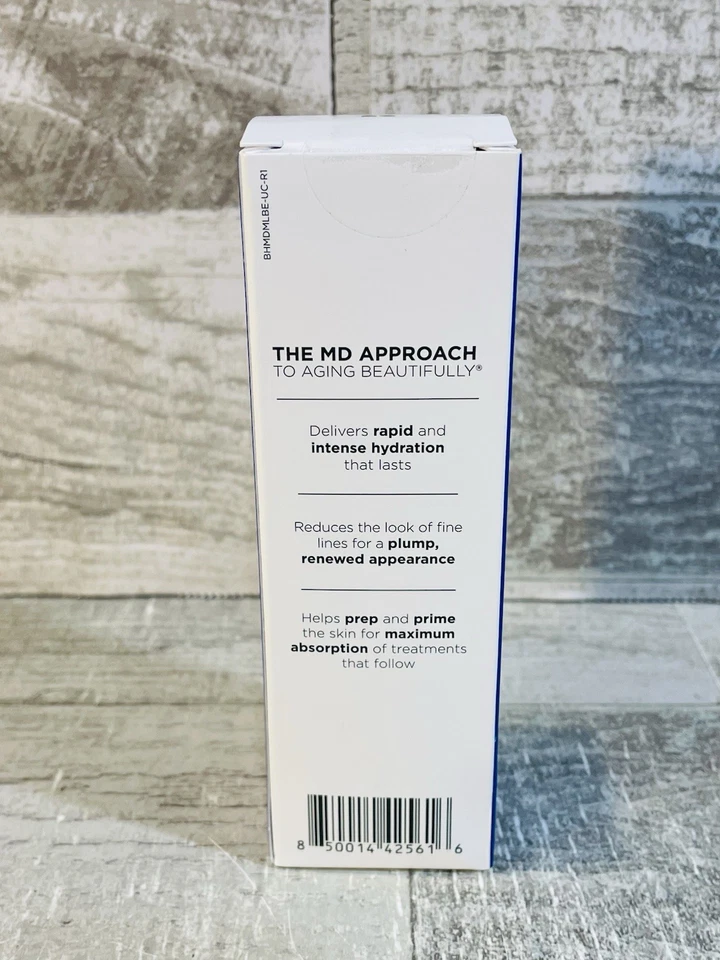 BHMDMLBE-UC-R1
THE MD APPROACH
TO AGING BEAUTIFULLY®
Delivers rapid and
intense hydration
that lasts
Reduces the look of fine
lines for a plump,
renewed appearance
Helps prep and prime
the skin for maximum
absorption of treatments
that follow
8 50014 42561 6